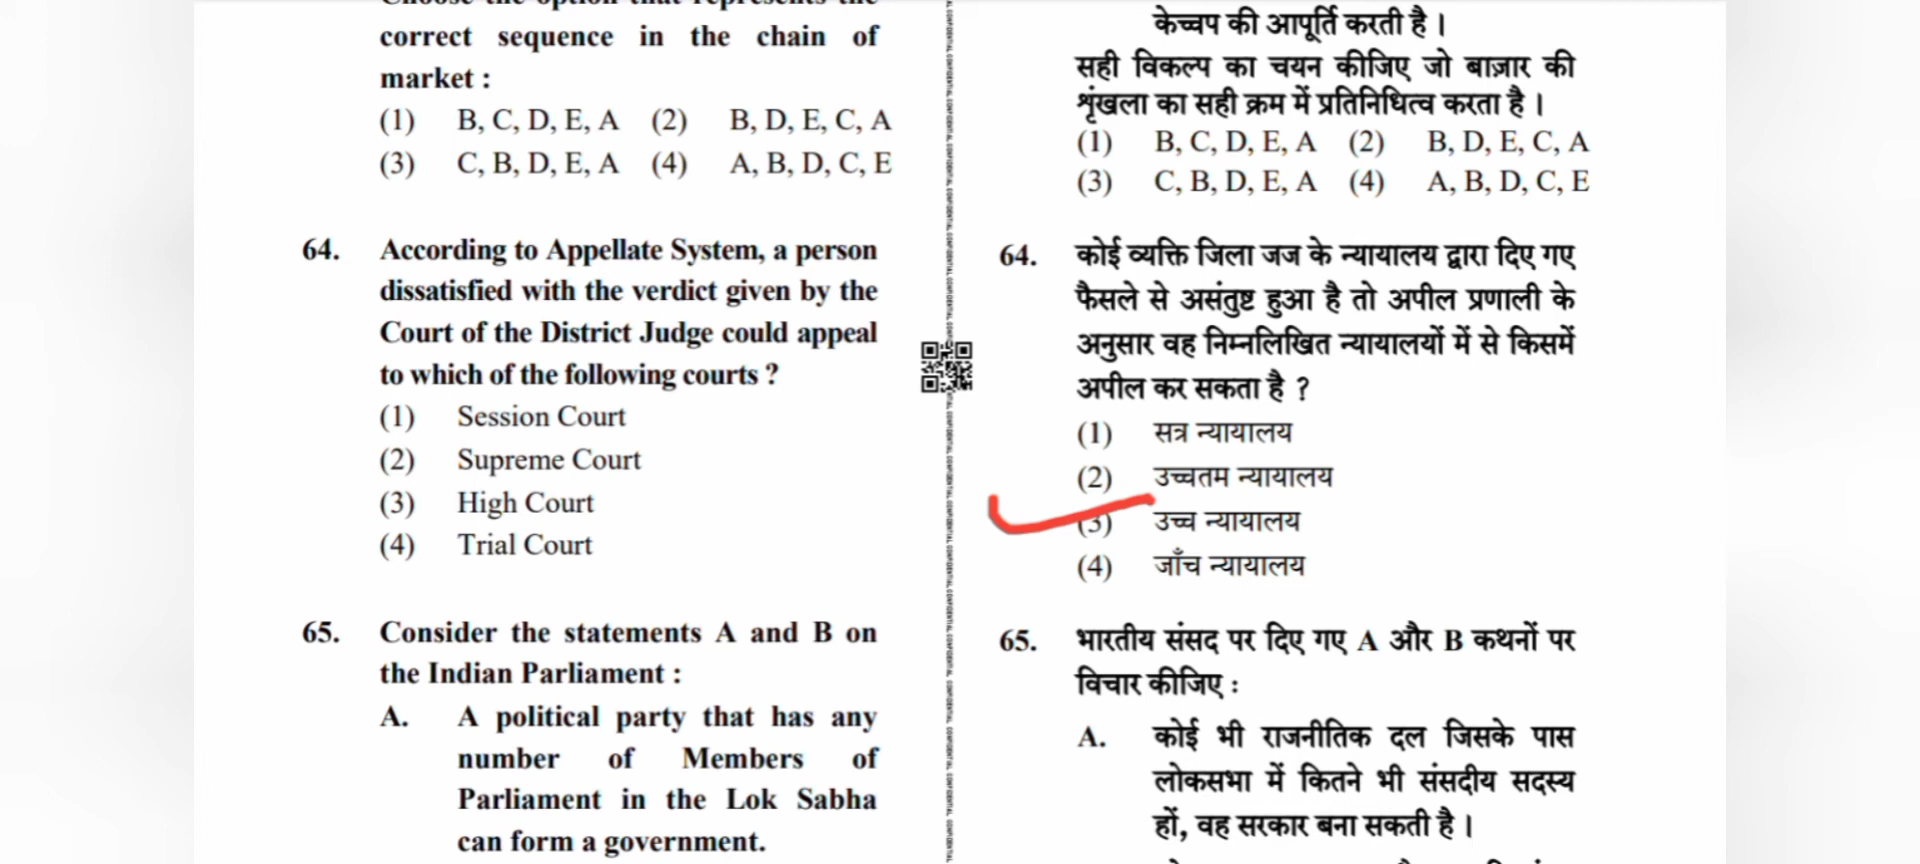 correct sequence in the chain of
market :
(1) B, C, D, E, A (2) B, D, E, C, A
(3) C, B, D, E, A (4) A, B, D, C, E
64. According to Appellate System, a person
dissatisfied with the verdict given by the
Court of the District Judge could appeal
to which of the following courts ?
(1) Session Court
(2) Supreme Court
(3) High Court
(4) Trial Court
65. Consider the statements A and B on
the Indian Parliament :
A. A political party that has any
number of Members of
Parliament in the Lok Sabha
can form a government.
केच्चप की आपूर्ति करती है ।
सही विकल्प का चयन कीजिए जो बाज़ार की
शृंखला का सही क्रम में प्रतिनिधित्व करता है ।
(1) B, C, D, E, A (2) B, D, E, C, A
(3) C, B, D, E, A (4) A, B, D, C, E
64. कोई व्यक्ति जिला जज के न्यायालय द्वारा दिए गए
फैसले से असंतुष्ट हुआ है तो अपील प्रणाली के
अनुसार वह निम्नलिखित न्यायालयों में से किसमें
अपील कर सकता है ?
(1) सत्र न्यायालय
(2) उच्चतम न्यायालय
(3) उच्च न्यायालय
(4) जाँच न्यायालय
65. भारतीय संसद पर दिए गए A और B कथनों पर
विचार कीजिए :
A. कोई भी राजनीतिक दल जिसके पास
लोकसभा में कितने भी संसदीय सदस्य
हों, वह सरकार बना सकती है ।